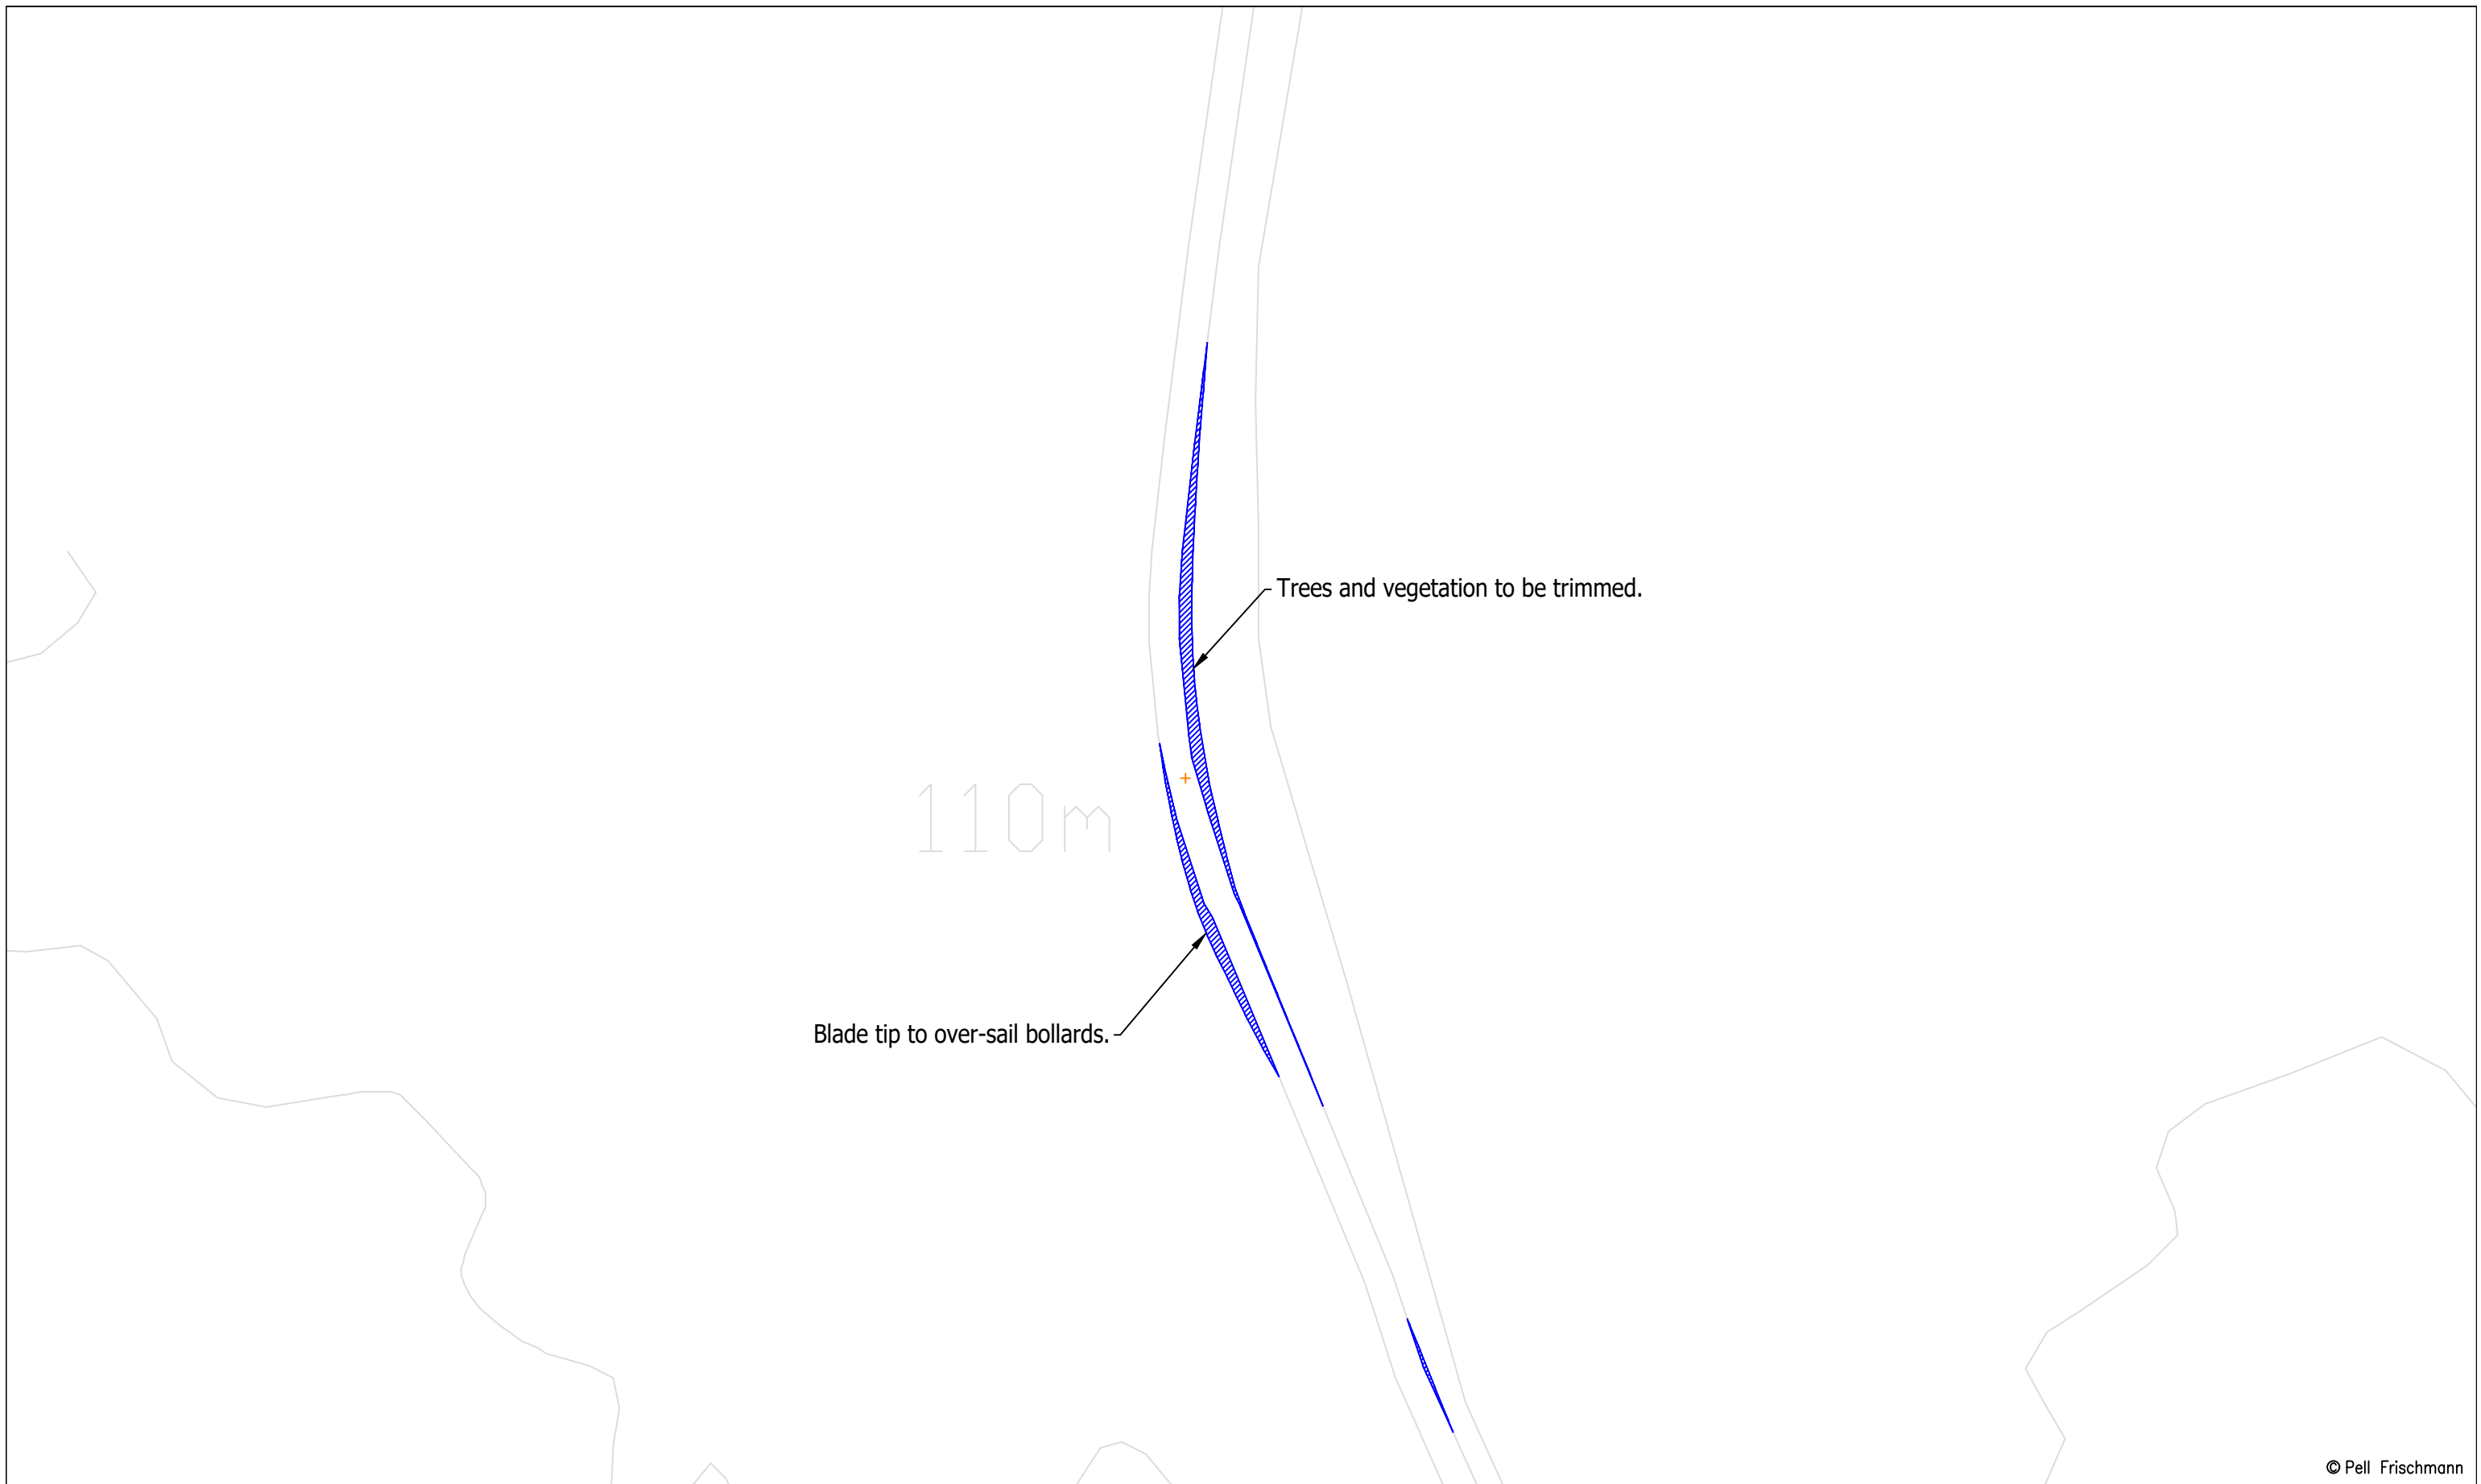 Trees and vegetation to be trimmed.
110m
Blade tip to over-sail bollards.
© Pell Frischmann